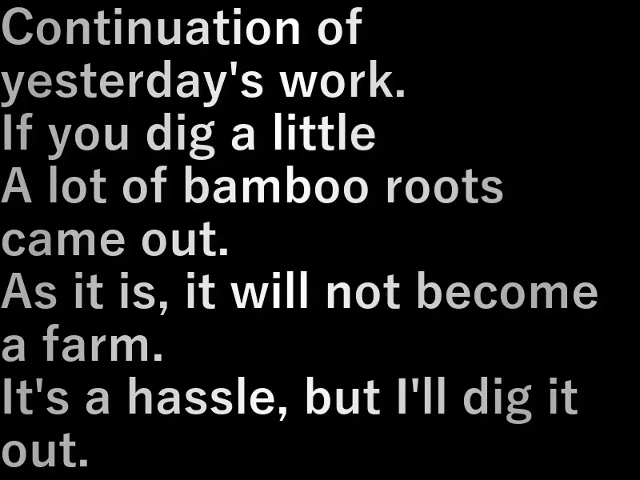 Continuation of
yesterday's work.
If you dig a little
A lot of bamboo roots
came out.
As it is, it will not become
a farm.
It's a hassle, but I'll dig it
out.